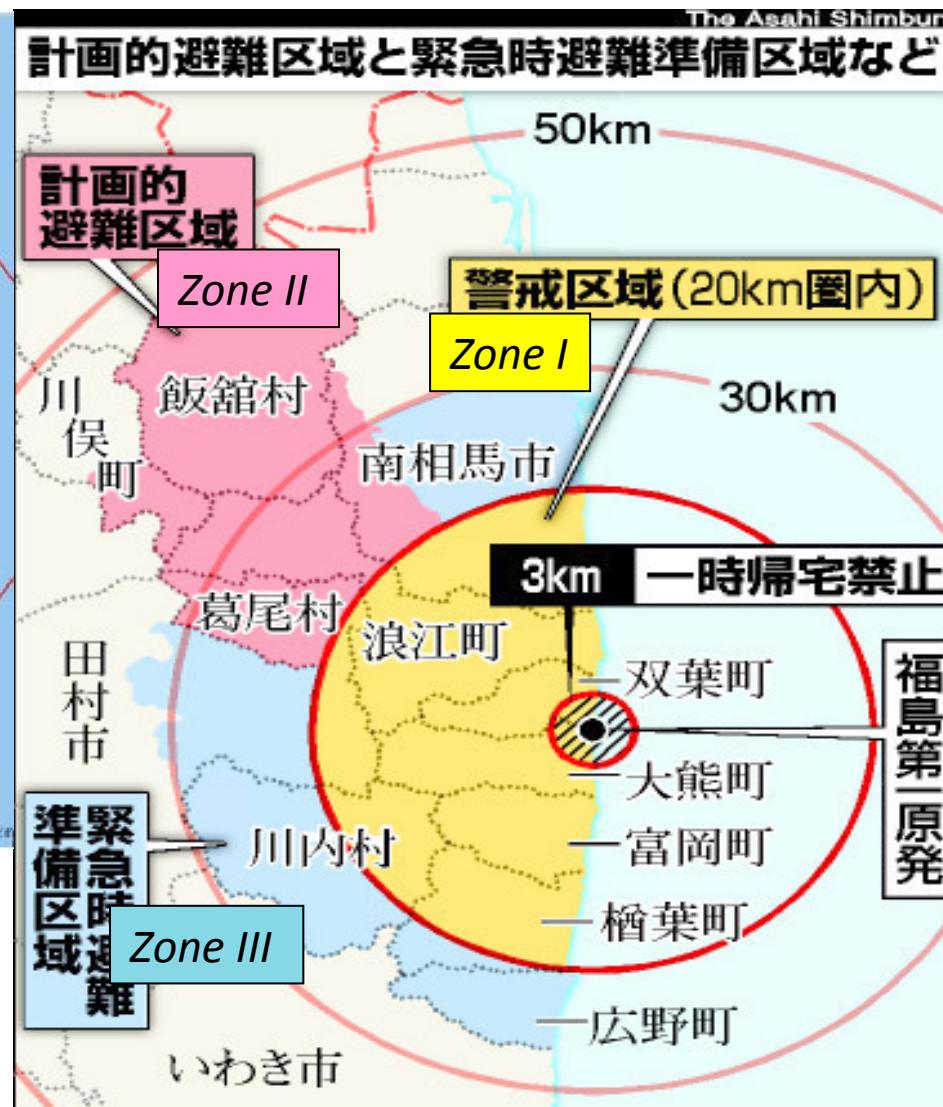 The Asahi Shimbun
計画的避難区域と緊急時避難準備区域など
50km
計画的
避難区域
Zone II
警戒区域(20km圏内)
Zone I
30km
川俣町
飯舘村
南相馬市
3km
一時帰宅禁止
葛尾村
浪江町
田村市
双葉町
福島第一原発
大熊町
緊急時避難
準備区域
川内村
富岡町
楢葉町
Zone III
広野町
いわき市